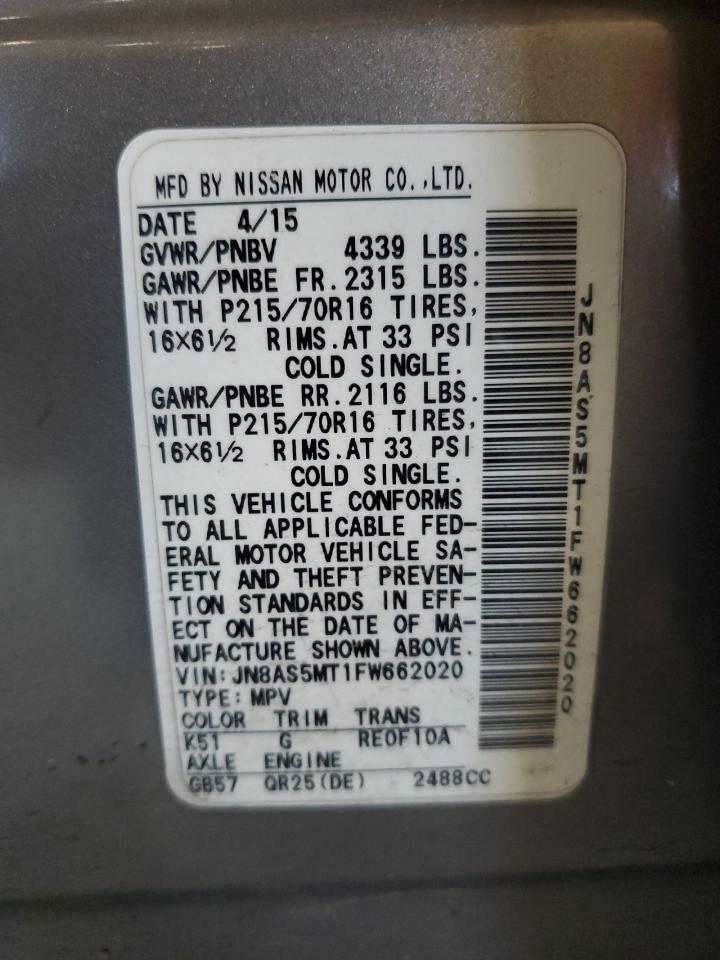 MFD BY NISSAN MOTOR CO.,LTD.
DATE 4/15
GVWR/PNBV 4339 LBS.
GAWR/PNBE FR.2315 LBS.
WITH P215/70R16 TIRES,
16X6½ RIMS.AT 33 PSI
COLD SINGLE.
GAWR/PNBE RR.2116 LBS.
WITH P215/70R16 TIRES,
16X6½ RIMS.AT 33 PSI
COLD SINGLE.
THIS VEHICLE CONFORMS
TO ALL APPLICABLE FED-
ERAL MOTOR VEHICLE SA-
FETY AND THEFT PREVEN-
TION STANDARDS IN EFF-
ECT ON THE DATE OF MA-
NUFACTURE SHOWN ABOVE.
VIN:JN8AS5MT1FW662020
TYPE:MPV
COLOR TRIM TRANS
K51 G RE0F10A
AXLE ENGINE
GB57 QR25(DE) 2488CC
JN8AS5MT1FW662020